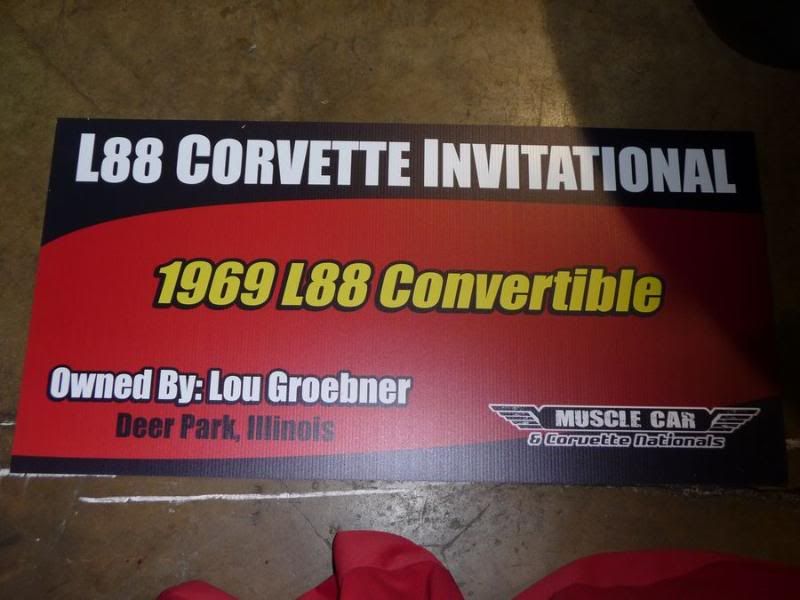 L88 CORVETTE INVITATIONAL
1969 L88 Convertible
Owned By: Lou Groebner
Deer Park, Illinois
MUSCLE CAR
& Corvette Nationals